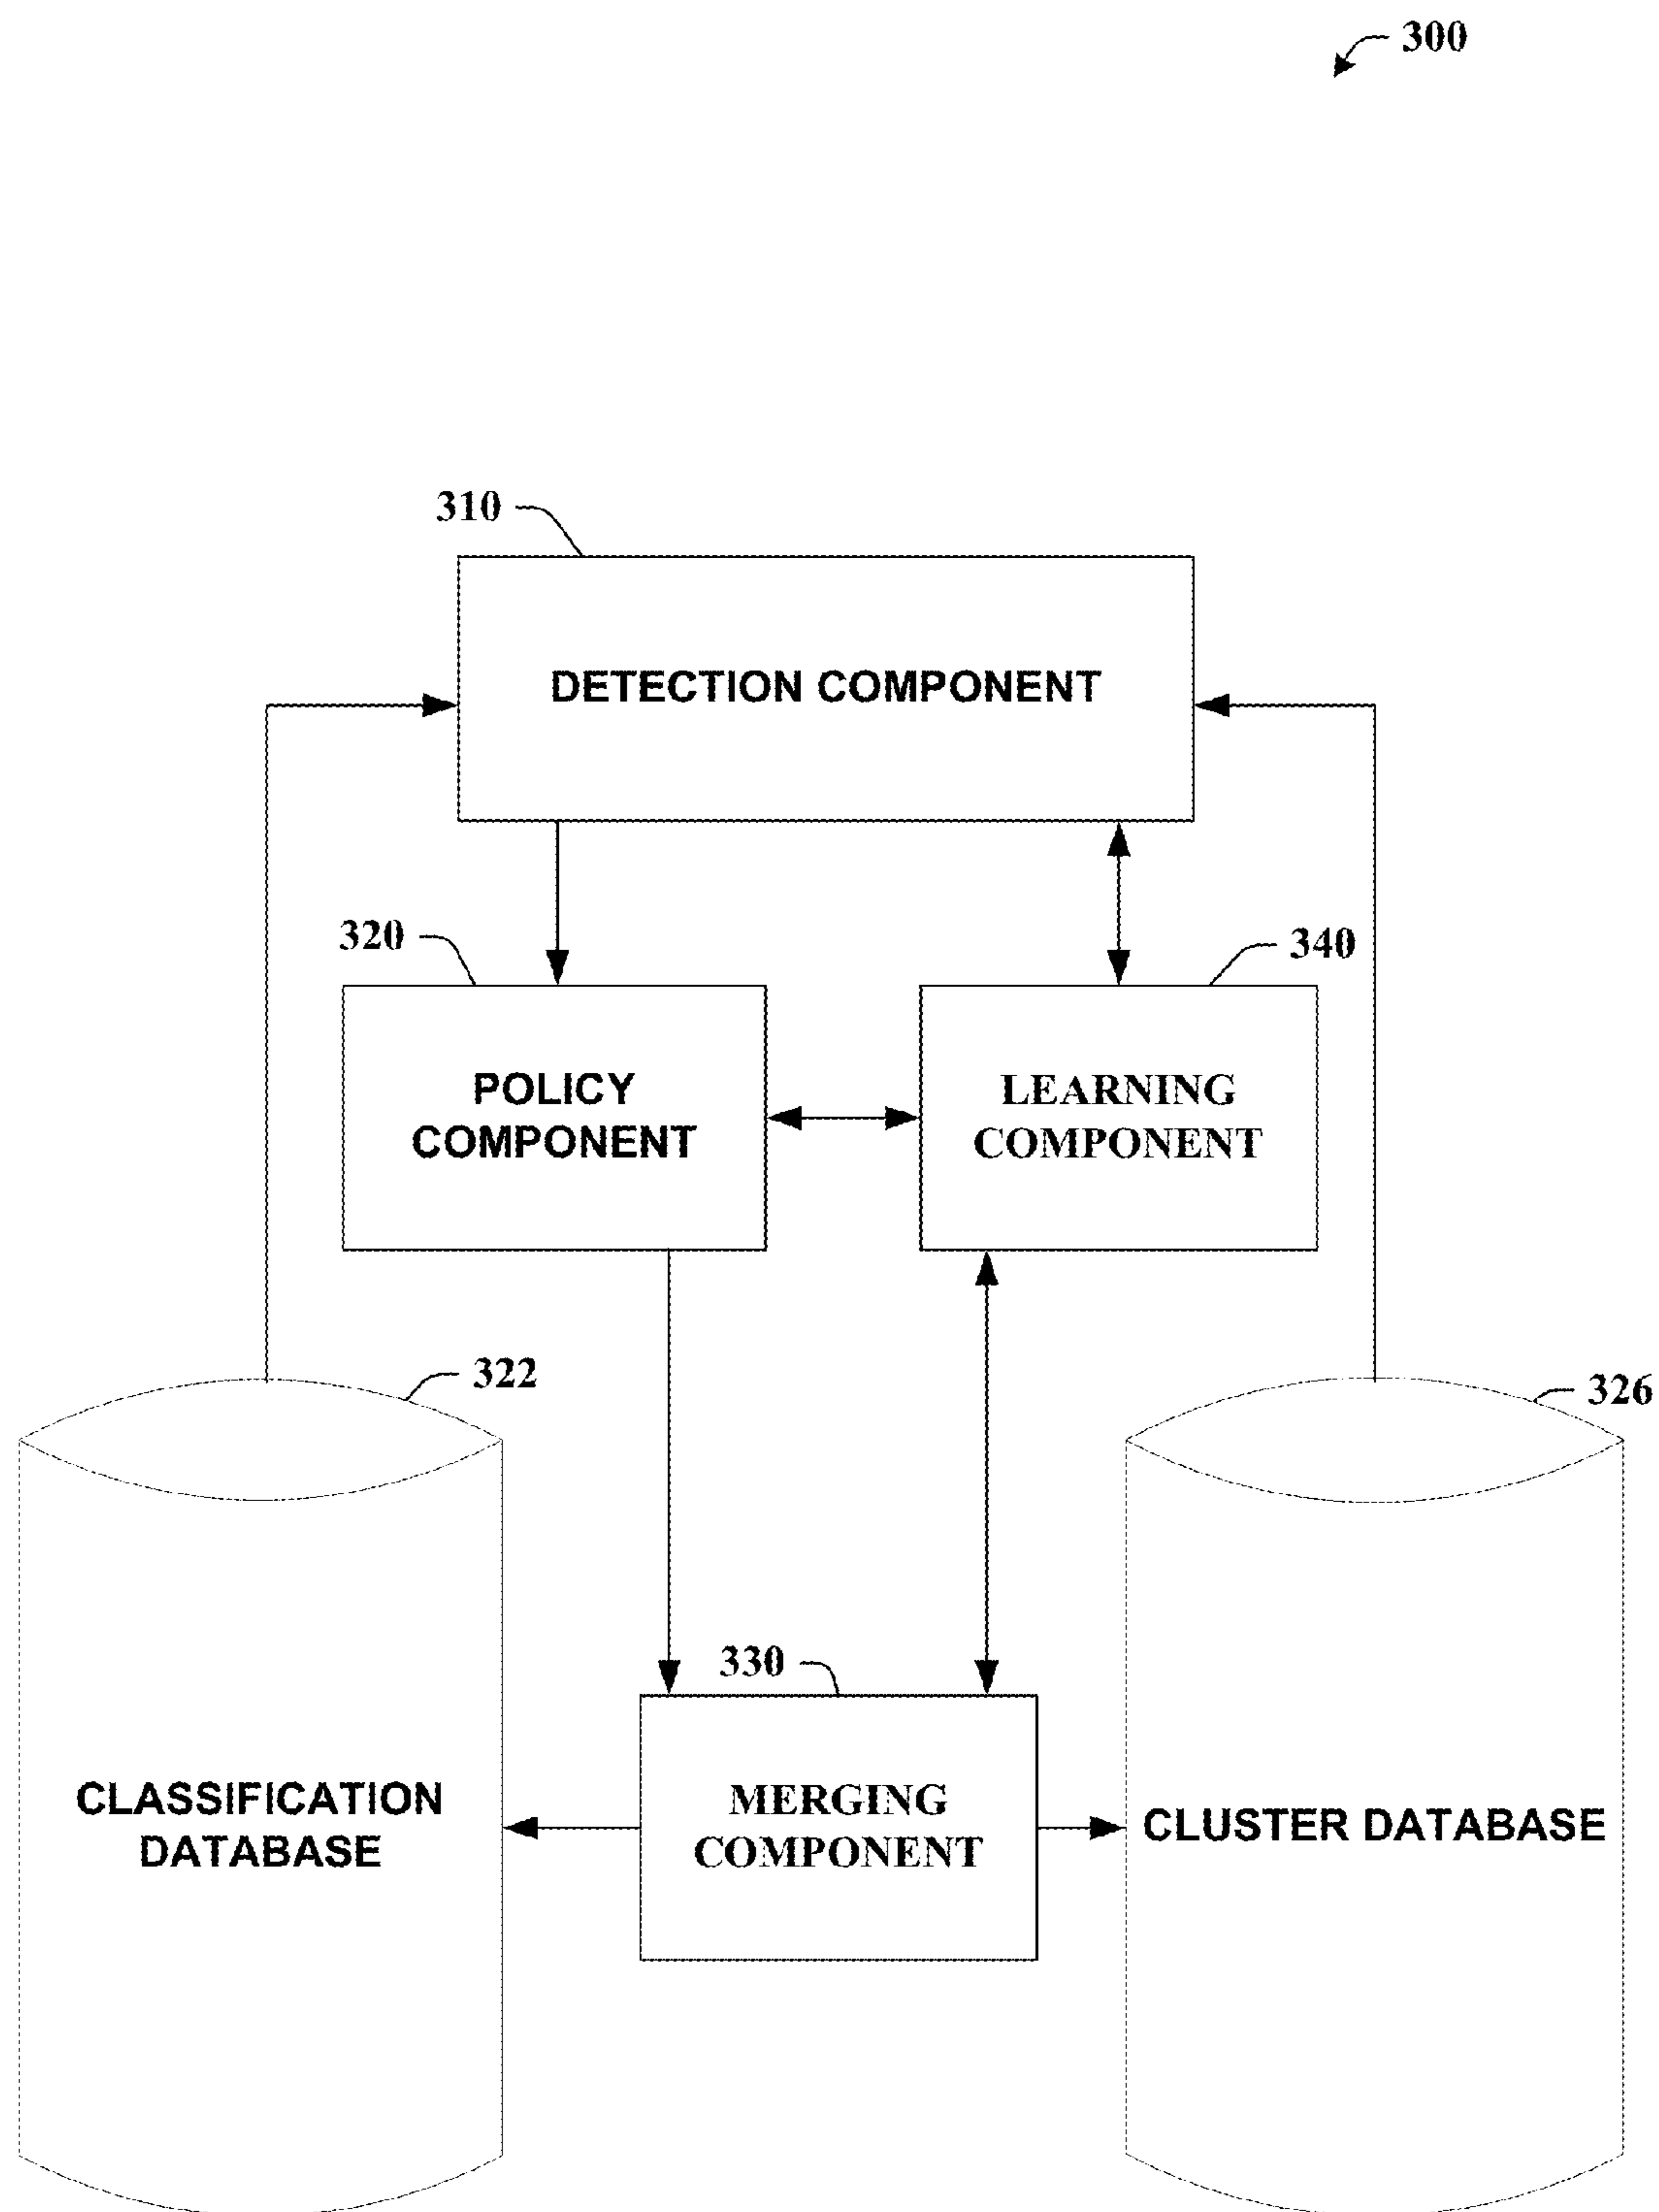 300
310
DETECTION COMPONENT
320
340
POLICY
COMPONENT
LEARNING
COMPONENT
322
326
330
CLASSIFICATION
DATABASE
MERGING
COMPONENT
CLUSTER DATABASE